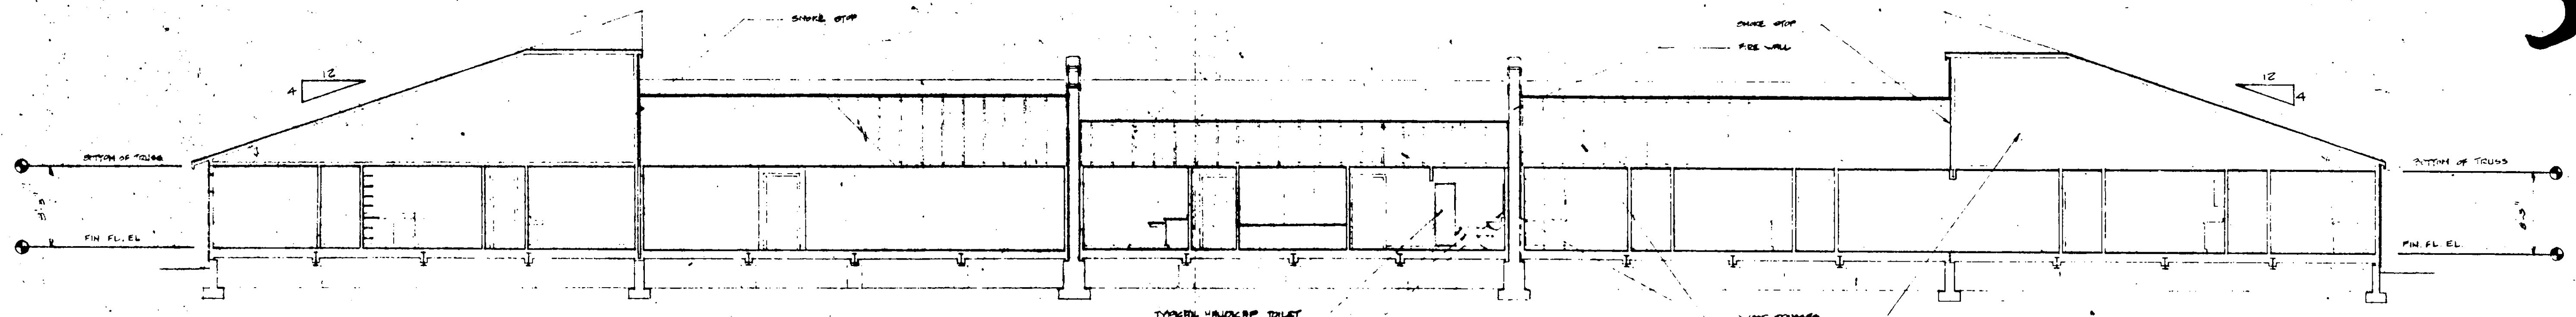 SMOKE STOP
SMOKE STOP
FIRE WALL
12
4
12
4
BOTTOM OF TRUSS
BOTTOM OF TRUSS
FIN FL. EL
FIN. FL. EL.
TYPICAL HANDICAP TOILET